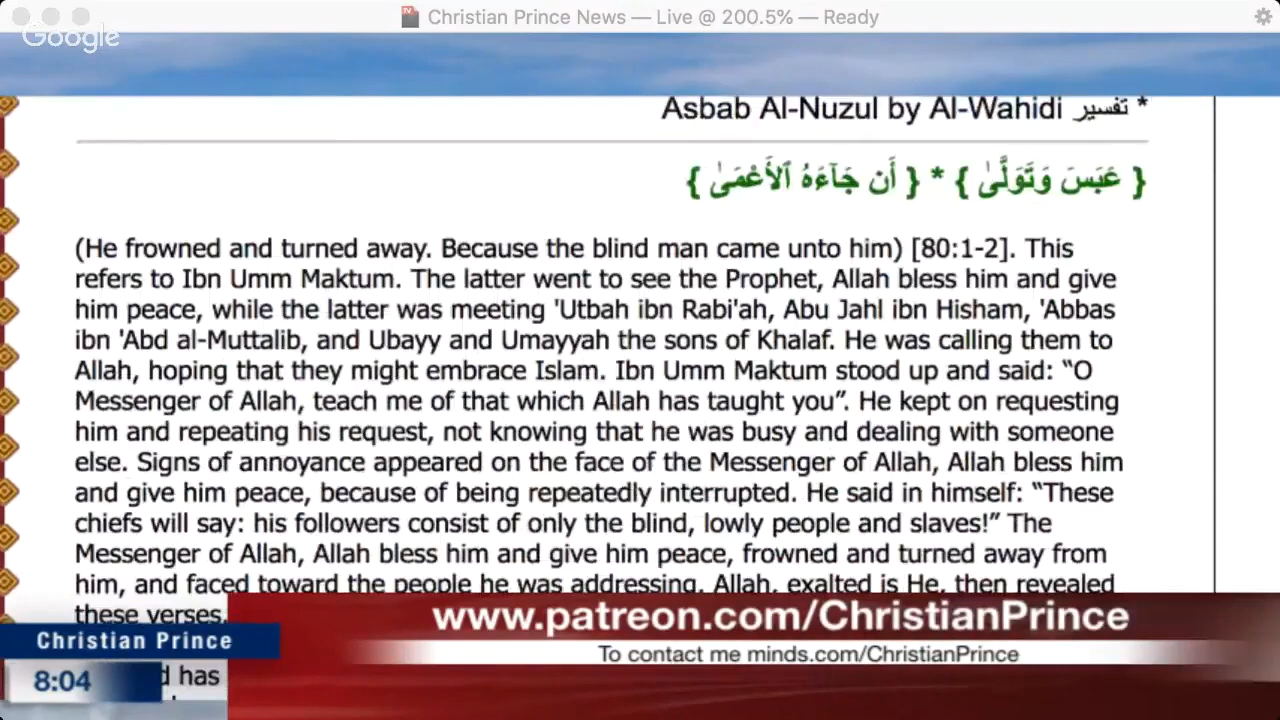 Christian Prince News — Live @ 200.5% — Ready
Google
Asbab Al-Nuzul by Al-Wahidi تفسير *
{ عَبَسَ وَتَوَلَّىٰ } * { أَن جَآءَهُ ٱلأَعْمَىٰ }
(He frowned and turned away. Because the blind man came unto him) [80:1-2]. This
refers to Ibn Umm Maktum. The latter went to see the Prophet, Allah bless him and give
him peace, while the latter was meeting 'Utbah ibn Rabi'ah, Abu Jahl ibn Hisham, 'Abbas
ibn 'Abd al-Muttalib, and Ubayy and Umayyah the sons of Khalaf. He was calling them to
Allah, hoping that they might embrace Islam. Ibn Umm Maktum stood up and said: “O
Messenger of Allah, teach me of that which Allah has taught you”. He kept on requesting
him and repeating his request, not knowing that he was busy and dealing with someone
else. Signs of annoyance appeared on the face of the Messenger of Allah, Allah bless him
and give him peace, because of being repeatedly interrupted. He said in himself: “These
chiefs will say: his followers consist of only the blind, lowly people and slaves!” The
Messenger of Allah, Allah bless him and give him peace, frowned and turned away from
him, and faced toward the people he was addressing. Allah, exalted is He, then revealed
these verses.
www.patreon.com/ChristianPrince
Christian Prince
To contact me minds.com/ChristianPrince
8:04
has